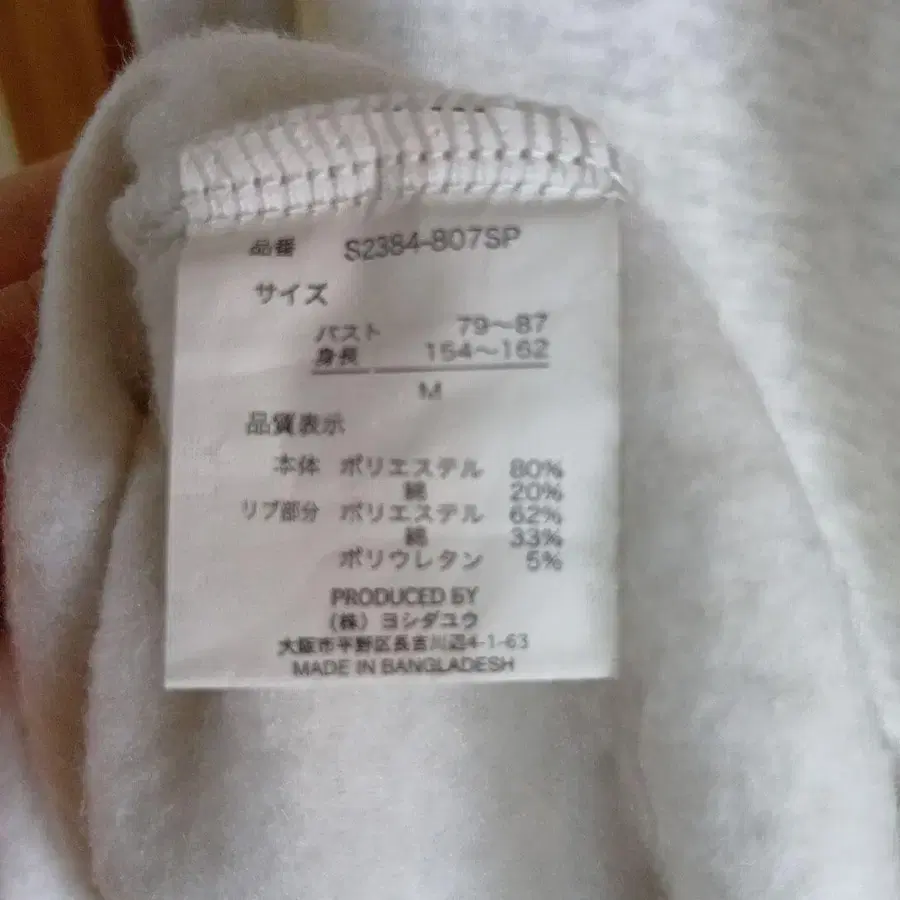 品番 S2384-807SP
サイズ
バスト 79～87
身長 154～162
M
品質表示
本体 ポリエステル 80%
綿 20%
リブ部分 ポリエステル 62%
綿 33%
ポリウレタン 5%
PRODUCED BY
(株) ヨシダユウ
大阪市平野区長吉川辺4-1-63
MADE IN BANGLADESH